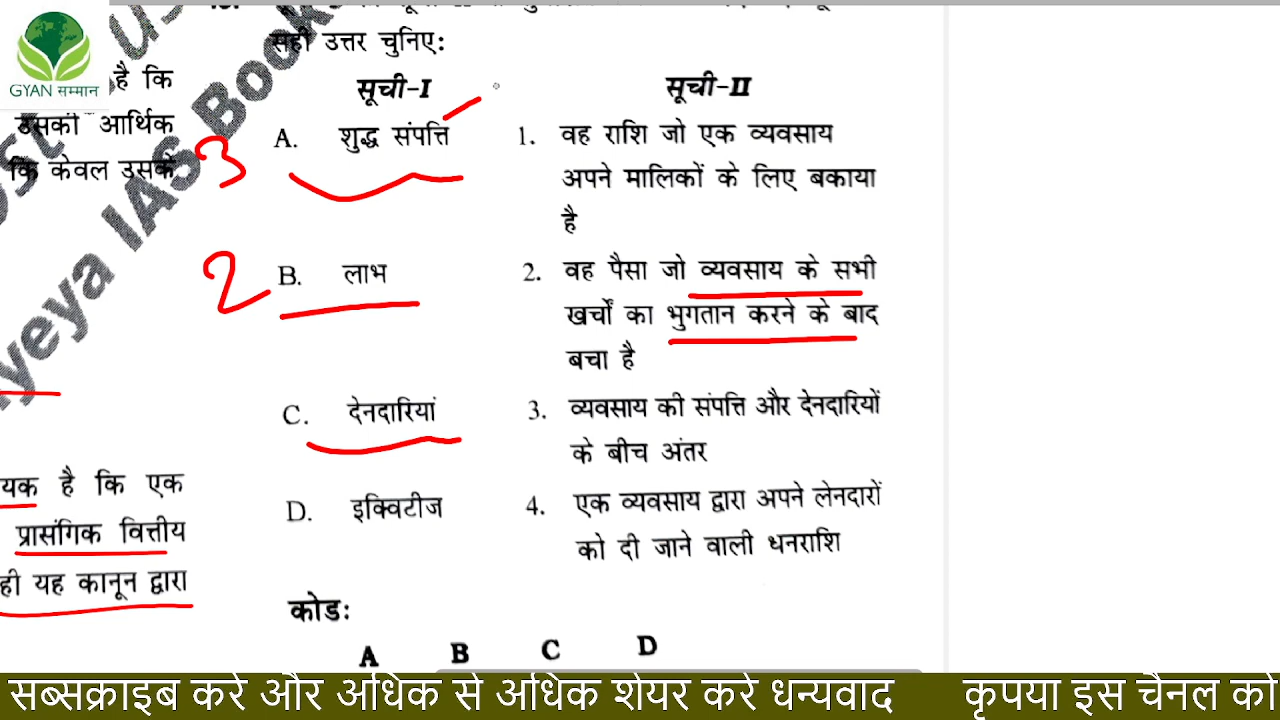 GYAN सम्मान
है कि
उसकी आर्थिक
कि केवल उसके
यक है कि एक
प्रासंगिक वित्तीय
ही यह कानून द्वारा
सही उत्तर चुनिए:
सूची-I सूची-II
A. शुद्ध संपत्ति 1. वह राशि जो एक व्यवसाय
अपने मालिकों के लिए बकाया
है
3
B. लाभ 2. वह पैसा जो व्यवसाय के सभी
खर्चों का भुगतान करने के बाद
बचा है
2
C. देनदारियां 3. व्यवसाय की संपत्ति और देनदारियों
के बीच अंतर
D. इक्विटीज 4. एक व्यवसाय द्वारा अपने लेनदारों
को दी जाने वाली धनराशि
कोड:
A B C D
IAS Book
सब्सक्राइब करे और अधिक से अधिक शेयर करे धन्यवाद कृपया इस चैनल को